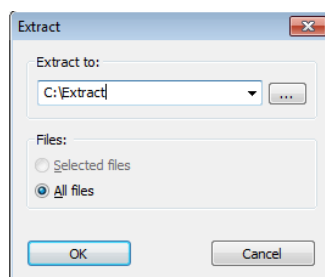 Extract
Extract to:
C:\Extract
...
Files:
Selected files
All files
OK
Cancel